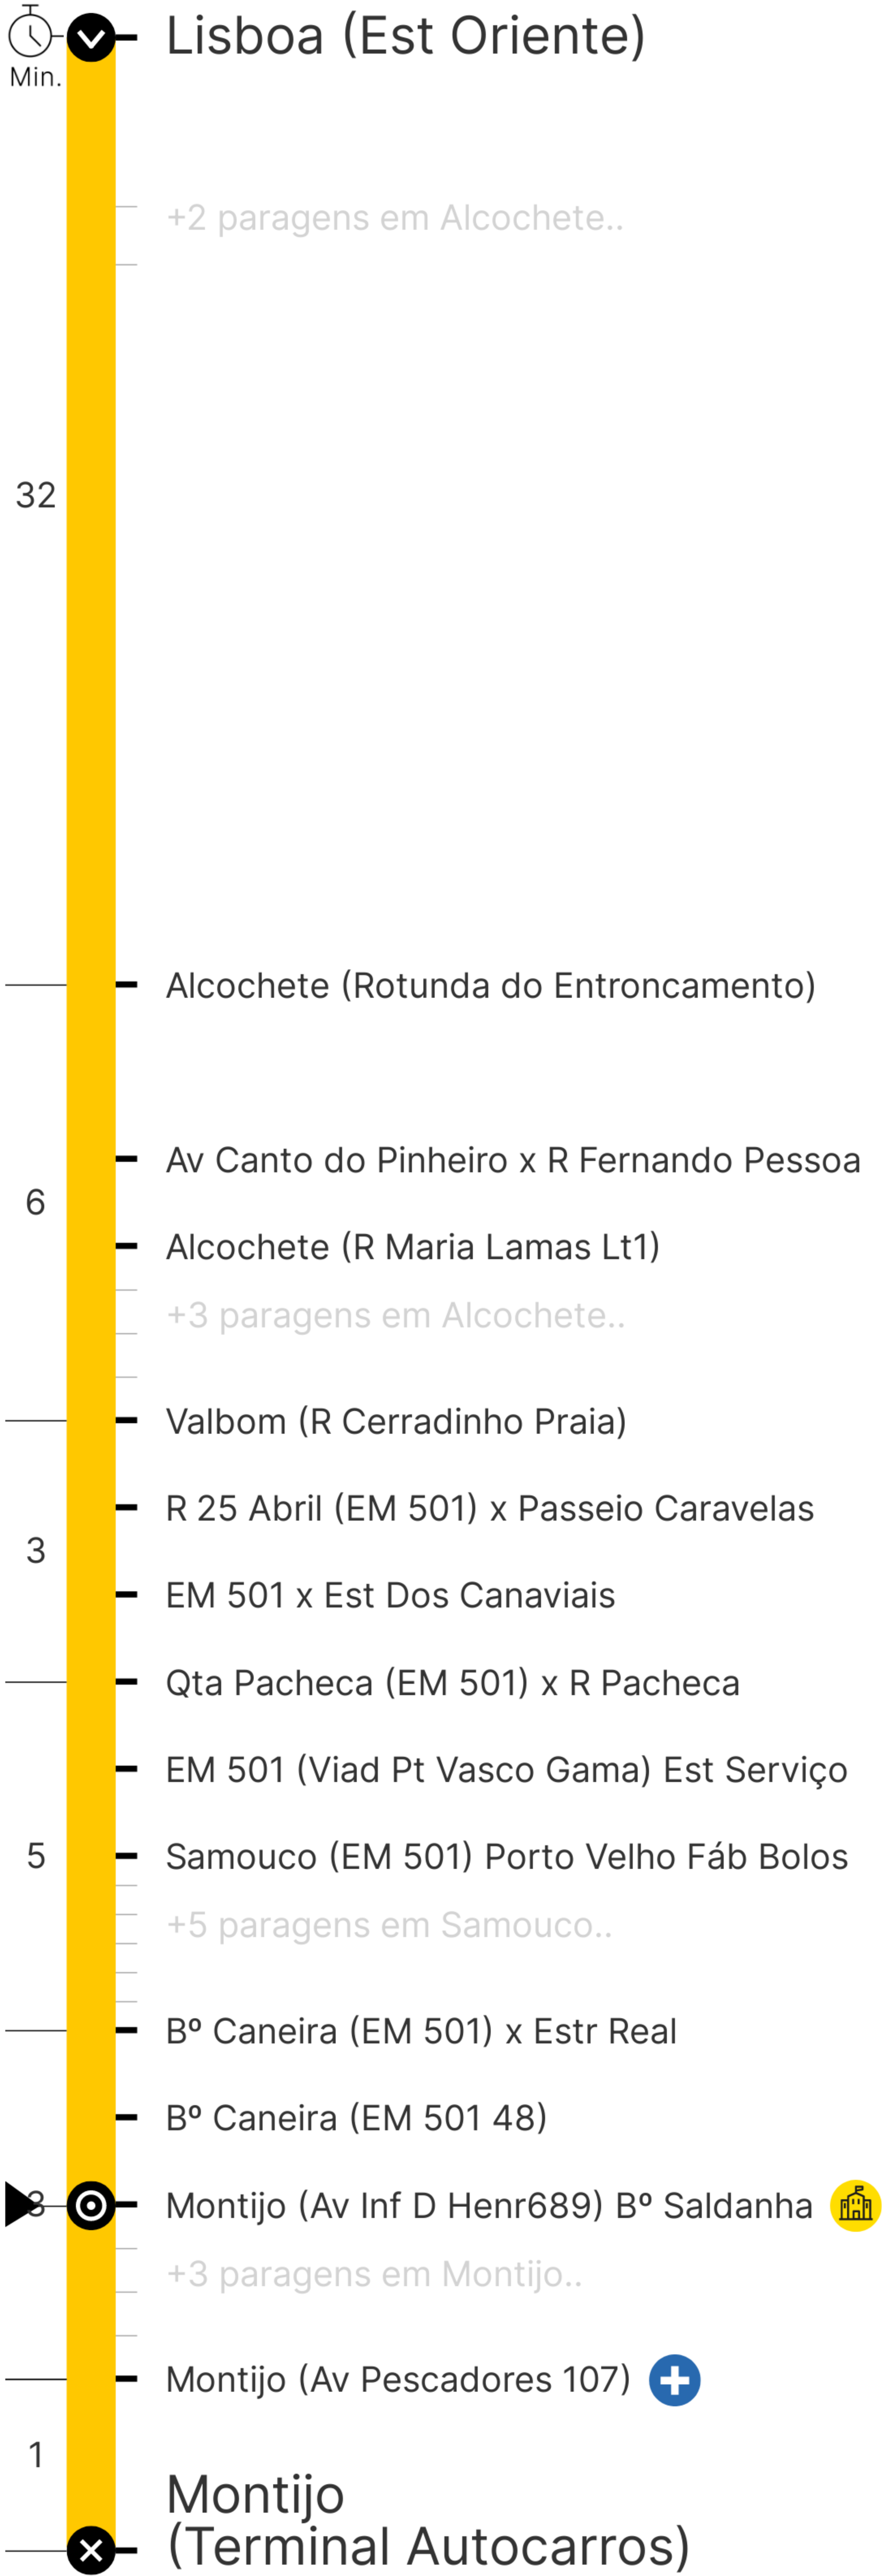 Lisboa (Est Oriente)
Min.
+2 paragens em Alcochete..
32
Alcochete (Rotunda do Entroncamento)
Av Canto do Pinheiro x R Fernando Pessoa
6
Alcochete (R Maria Lamas Lt1)
+3 paragens em Alcochete..
Valbom (R Cerradinho Praia)
R 25 Abril (EM 501) x Passeio Caravelas
3
EM 501 x Est Dos Canaviais
Qta Pacheca (EM 501) x R Pacheca
EM 501 (Viad Pt Vasco Gama) Est Serviço
5
Samouco (EM 501) Porto Velho Fáb Bolos
+5 paragens em Samouco..
Bº Caneira (EM 501) x Estr Real
Bº Caneira (EM 501 48)
3
Montijo (Av Inf D Henr689) Bº Saldanha
+3 paragens em Montijo..
Montijo (Av Pescadores 107)
1
Montijo
(Terminal Autocarros)